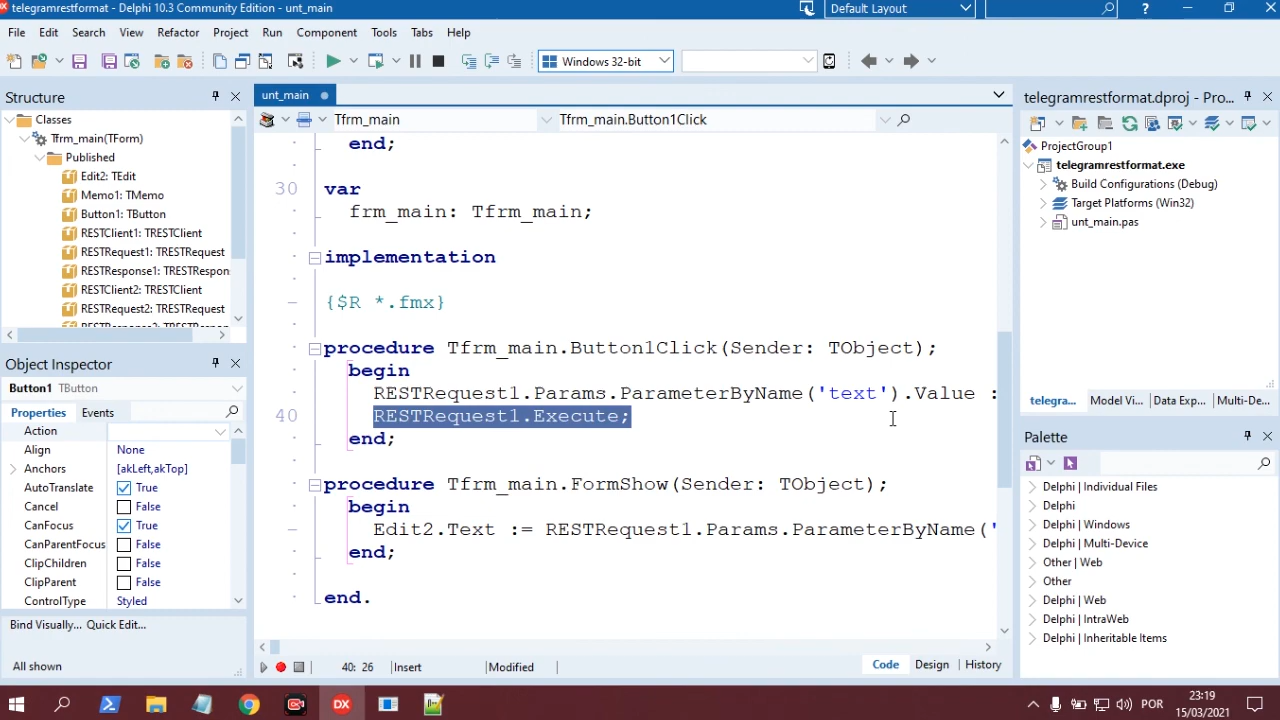 telegramrestformat - Delphi 10.3 Community Edition - unt_main
Default Layout
?
File Edit Search View Refactor Project Run Component Tools Tabs Help
Windows 32-bit
Structure
Classes
Tfrm_main(TForm)
Published
Edit2: TEdit
Memo1: TMemo
Button1: TButton
RESTClient1: TRESTClient
RESTRequest1: TRESTRequest
RESTResponse1: TRESTRespon
RESTClient2: TRESTClient
RESTRequest2: TRESTRequest
Object Inspector
Button1 TButton
Properties Events
Action
Align None
Anchors [akLeft,akTop]
AutoTranslate True
Cancel False
CanFocus True
CanParentFocus False
ClipChildren False
ClipParent False
ControlType Styled
Bind Visually... Quick Edit...
All shown
unt_main
Tfrm_main Tfrm_main.Button1Click
end;
30 var
frm_main: Tfrm_main;
implementation
{$R *.fmx}
procedure Tfrm_main.Button1Click(Sender: TObject);
begin
RESTRequest1.Params.ParameterByName('text').Value :
40 RESTRequest1.Execute;
end;
procedure Tfrm_main.FormShow(Sender: TObject);
begin
Edit2.Text := RESTRequest1.Params.ParameterByName('
end;
end.
40: 26 Insert Modified Code Design History
telegramrestformat.dproj - Pro...
ProjectGroup1
telegramrestformat.exe
Build Configurations (Debug)
Target Platforms (Win32)
unt_main.pas
telegra... Model Vi... Data Exp... Multi-De...
Palette
Delphi | Individual Files
Delphi
Delphi | Windows
Delphi | Multi-Device
Other | Web
Other
Delphi | Web
Delphi | IntraWeb
Delphi | Inheritable Items
DX
POR
23:19
15/03/2021